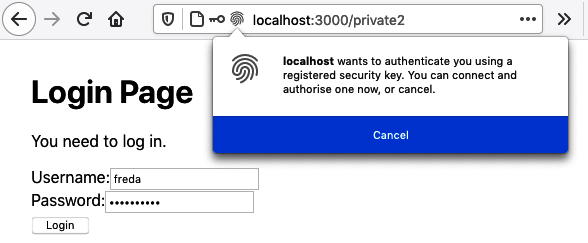 localhost:3000/private2
localhost wants to authenticate you using a
registered security key. You can connect and
authorise one now, or cancel.
Cancel
Login Page
You need to log in.
Username: freda
Password: ••••••••••
Login